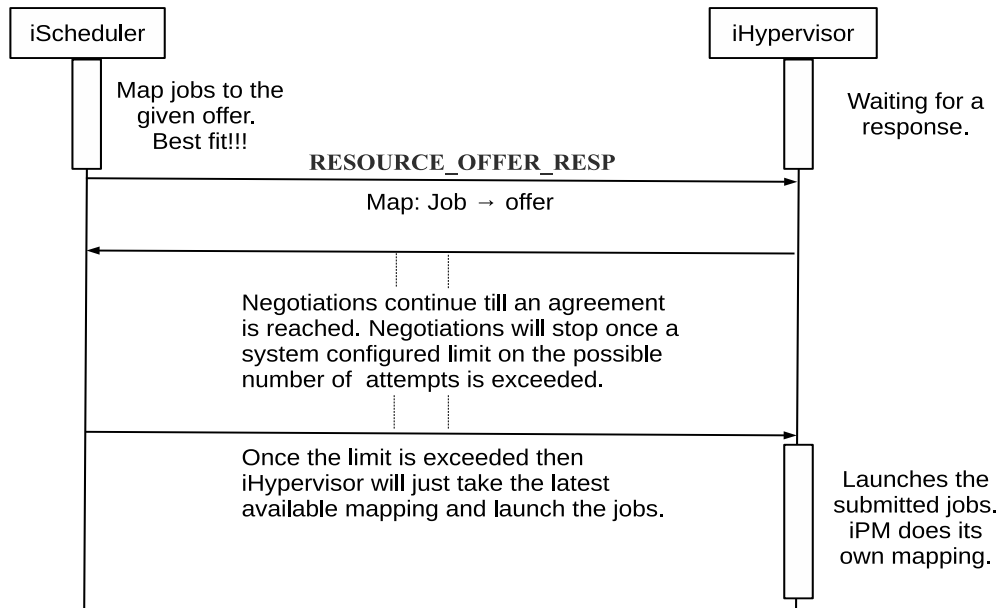 iScheduler
iHypervisor
Map jobs to the
given offer.
Best fit!!!
Waiting for a
response.
RESOURCE_OFFER_RESP
Map: Job → offer
Negotiations continue till an agreement
is reached. Negotiations will stop once a
system configured limit on the possible
number of attempts is exceeded.
Once the limit is exceeded then
iHypervisor will just take the latest
available mapping and launch the jobs.
Launches the
submitted jobs.
iPM does its
own mapping.